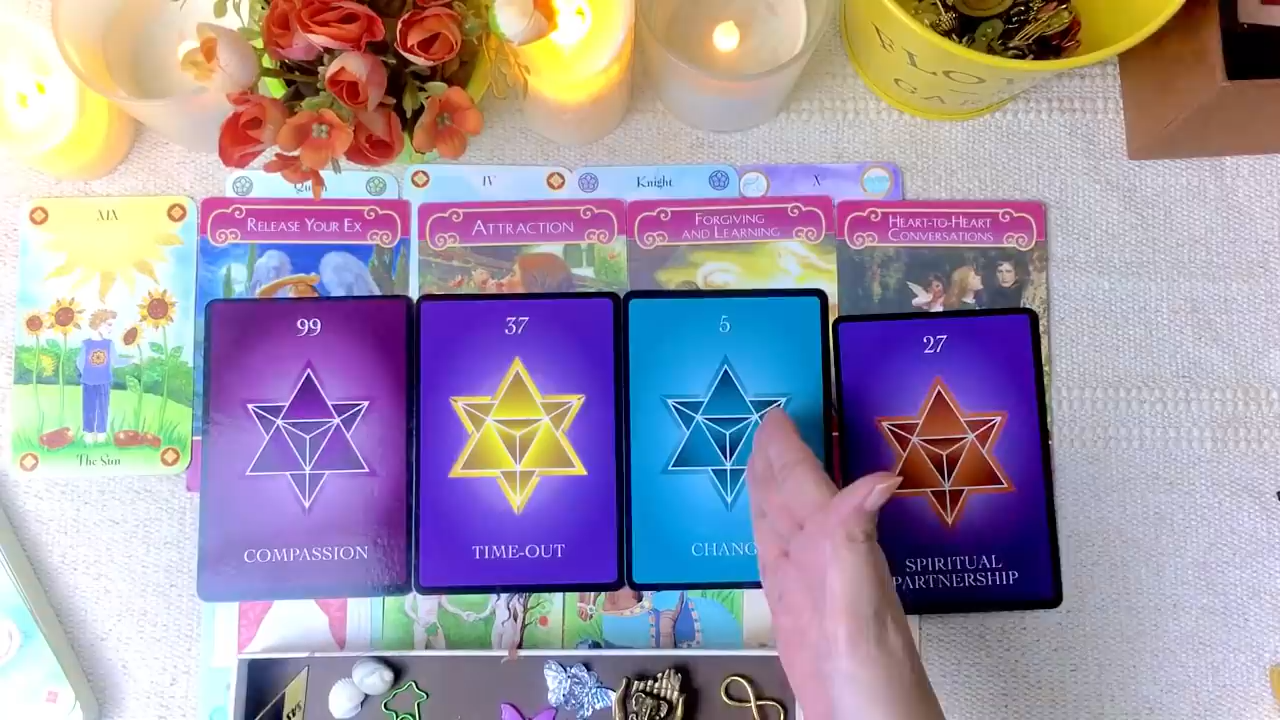 IV
Knight
X
XIX
RELEASE YOUR EX
ATTRACTION
FORGIVING
AND LEARNING
HEART-TO-HEART
CONVERSATIONS
99
37
5
27
The Sun
COMPASSION
TIME-OUT
CHANG
SPIRITUAL
PARTNERSHIP